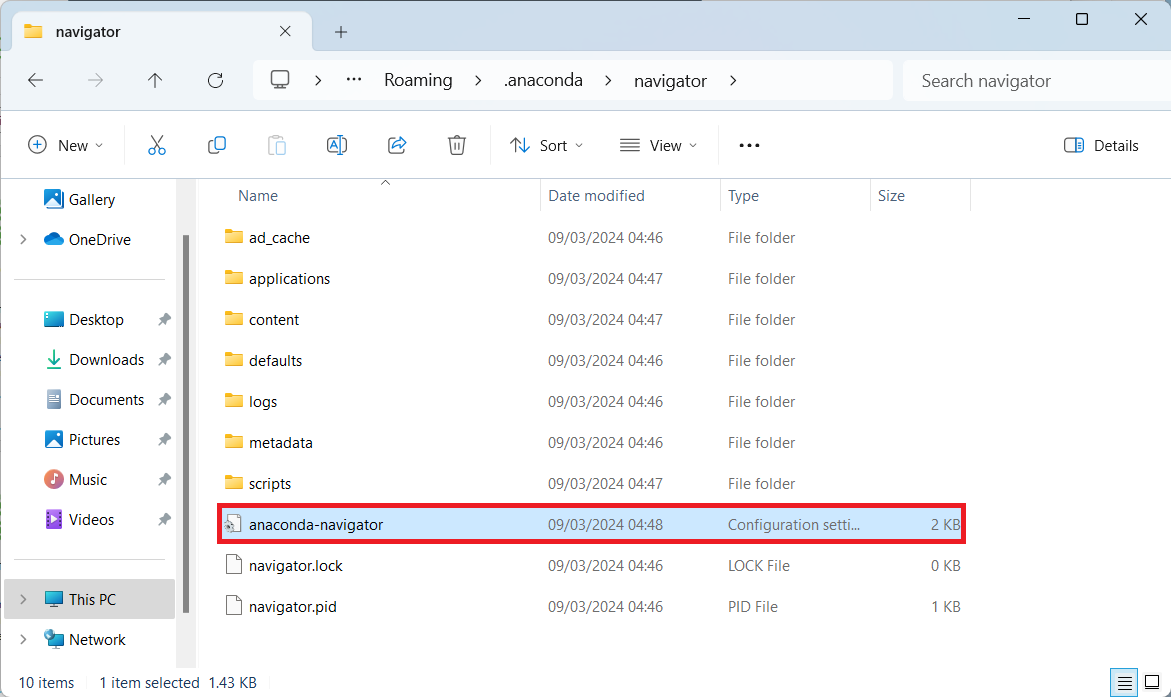 navigator
Roaming .anaconda navigator
Search navigator
New
Sort
View
Details
Gallery
OneDrive
Desktop
Downloads
Documents
Pictures
Music
Videos
This PC
Network
Name Date modified Type Size
ad_cache 09/03/2024 04:46 File folder
applications 09/03/2024 04:47 File folder
content 09/03/2024 04:47 File folder
defaults 09/03/2024 04:46 File folder
logs 09/03/2024 04:46 File folder
metadata 09/03/2024 04:46 File folder
scripts 09/03/2024 04:47 File folder
anaconda-navigator 09/03/2024 04:48 Configuration setti... 2 KB
navigator.lock 09/03/2024 04:46 LOCK File 0 KB
navigator.pid 09/03/2024 04:46 PID File 1 KB
10 items 1 item selected 1.43 KB